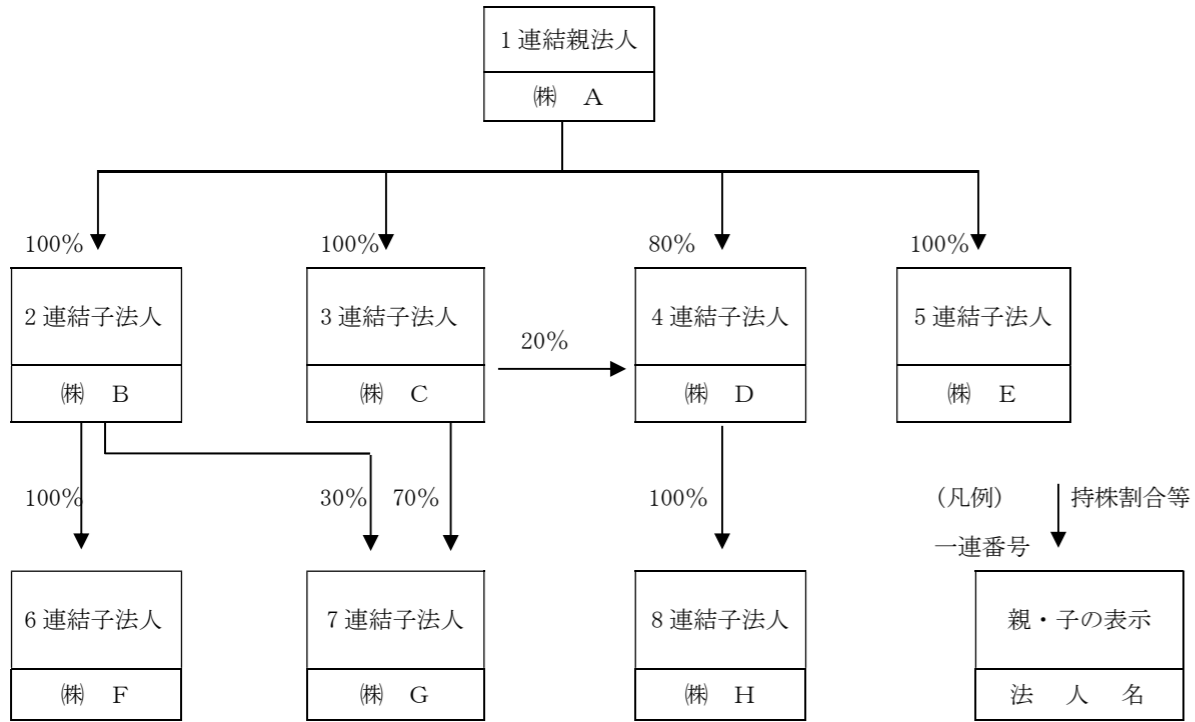 1連結親法人
㈱ A
100%
100%
80%
100%
2連結子法人
3連結子法人
4連結子法人
5連結子法人
20%
㈱ B
㈱ C
㈱ D
㈱ E
100%
30%
70%
100%
(凡例)
持株割合等
一連番号
6連結子法人
7連結子法人
8連結子法人
親・子の表示
㈱ F
㈱ G
㈱ H
法 人 名